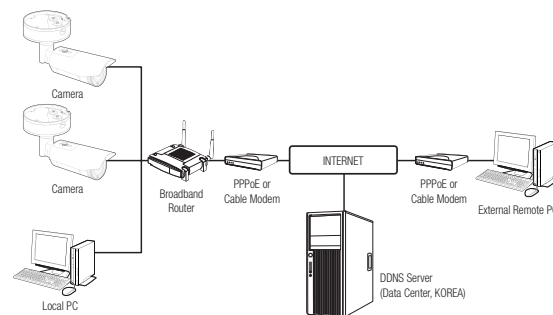 Camera
Camera
Broadband
Router
PPPoE or
Cable Modem
INTERNET
PPPoE or
Cable Modem
External Remote PC
DDNS Server
(Data Center, KOREA)
Local PC